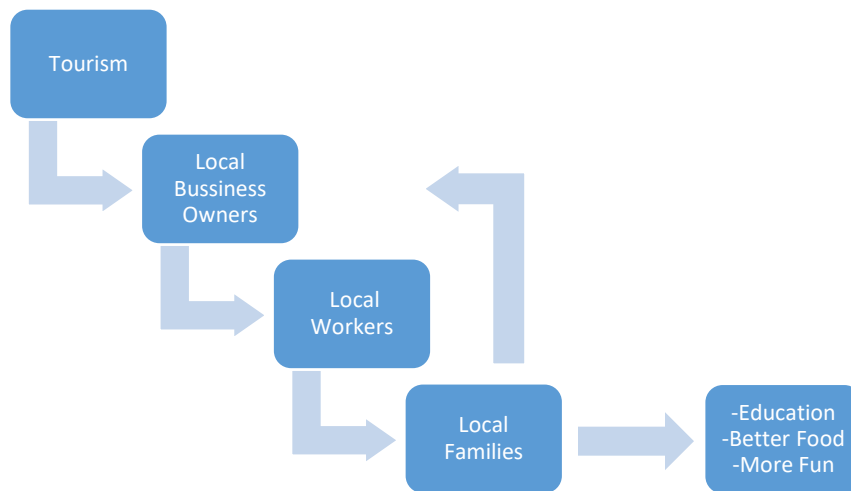 Tourism
Local
Bussiness
Owners
Local
Workers
Local
Families
-Education
-Better Food
-More Fun